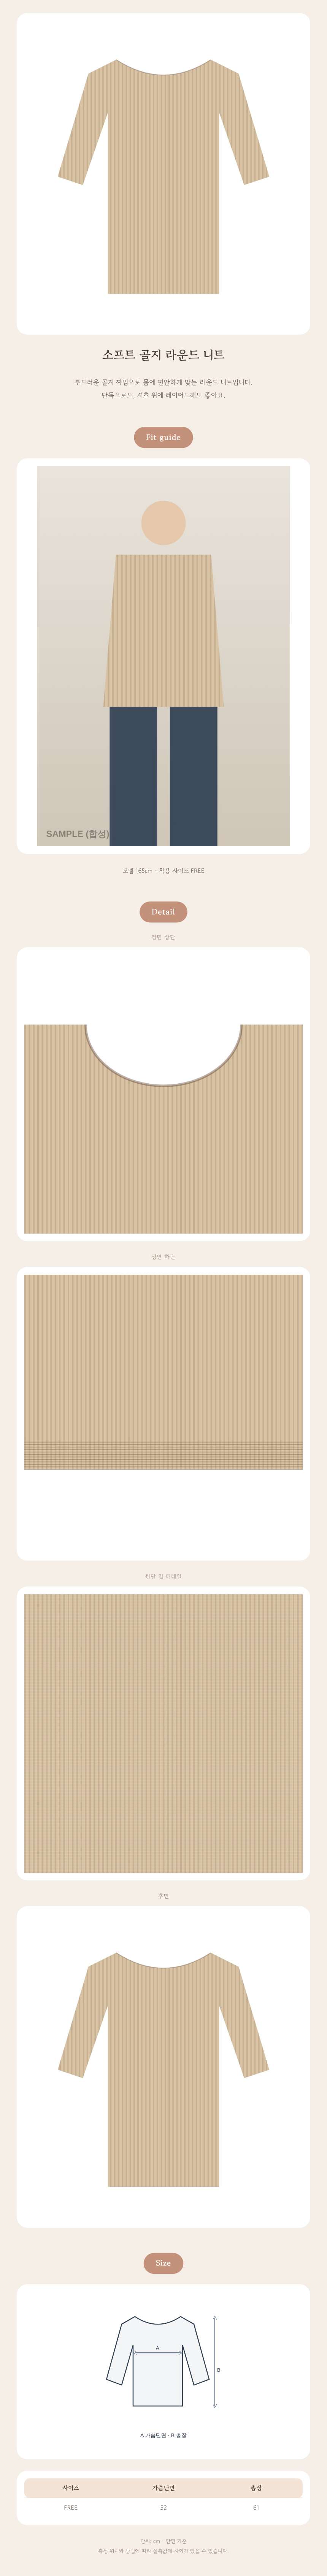 소프트 골지 라운드 니트
부드러운 골지 짜임으로 몸에 편안하게 맞는 라운드 니트입니다.
단독으로도, 셔츠 위에 레이어드해도 좋아요.
Fit guide
SAMPLE (합성)
모델 165cm · 착용 사이즈 FREE
Detail
정면 상단
정면 하단
원단 및 디테일
후면
Size
A
B
A 가슴단면 · B 총장
사이즈 가슴단면 총장
FREE 52 61
단위: cm · 단면 기준
측정 위치와 방법에 따라 실측값에 차이가 있을 수 있습니다.